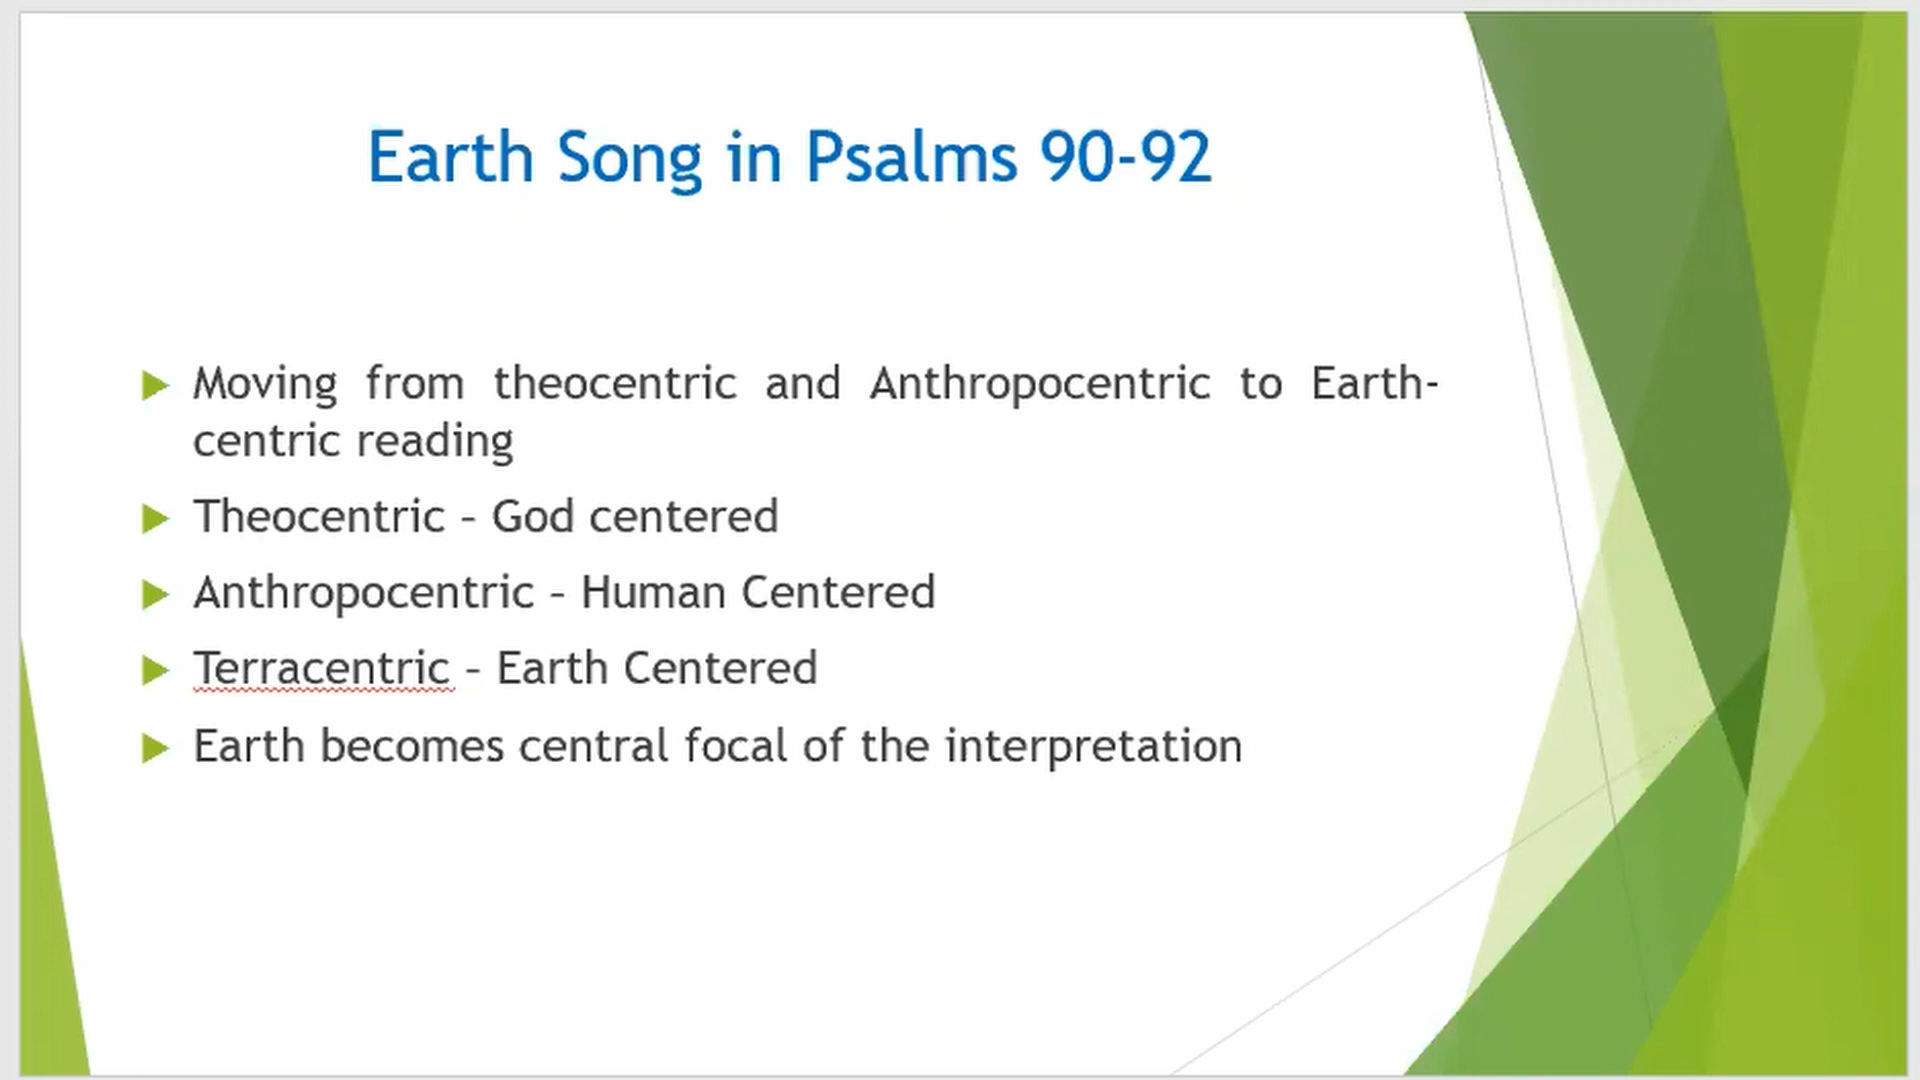 Earth Song in Psalms 90-92
Moving from theocentric and Anthropocentric to Earth-
centric reading
Theocentric – God centered
Anthropocentric – Human Centered
Terracentric – Earth Centered
Earth becomes central focal of the interpretation